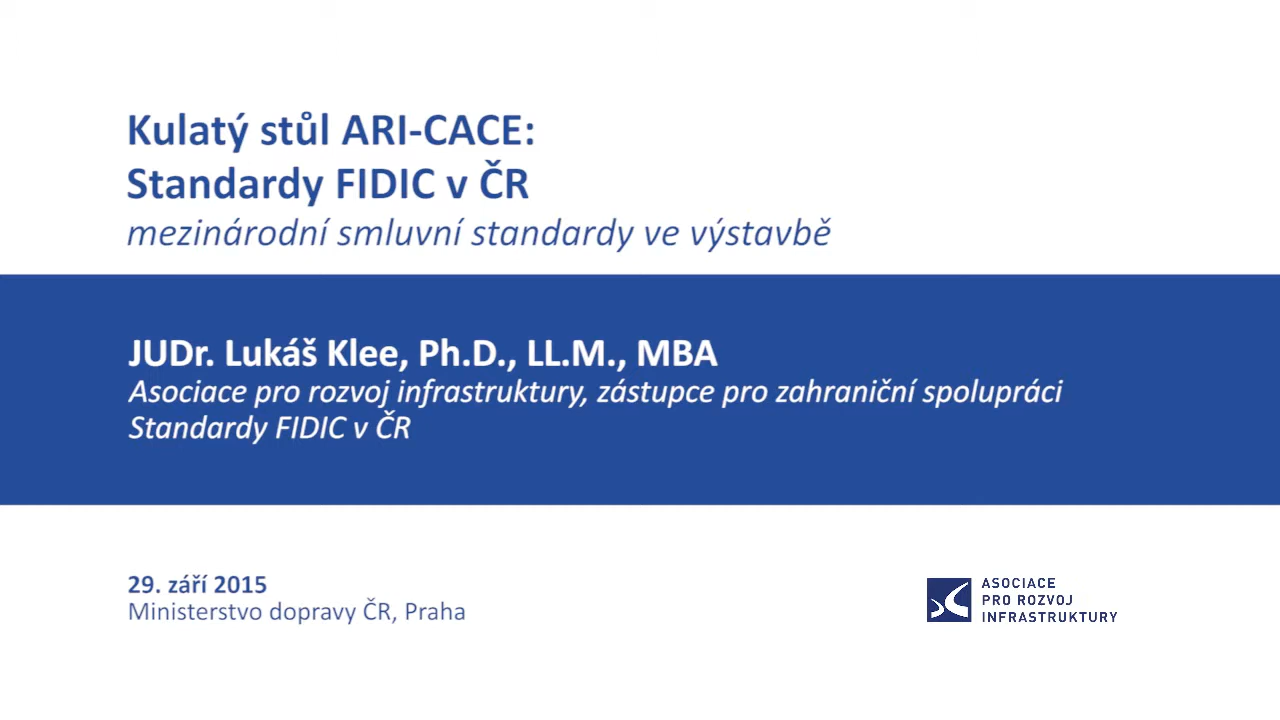 Kulatý stůl ARI-CACE:
Standardy FIDIC v ČR
mezinárodní smluvní standardy ve výstavbě
JUDr. Lukáš Klee, Ph.D., LL.M., MBA
Asociace pro rozvoj infrastruktury, zástupce pro zahraniční spolupráci
Standardy FIDIC v ČR
29. září 2015
Ministerstvo dopravy ČR, Praha
ASOCIACE
PRO ROZVOJ
INFRASTRUKTURY